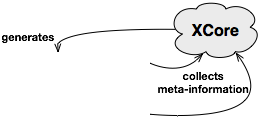 XCore
generates
collects
meta-information